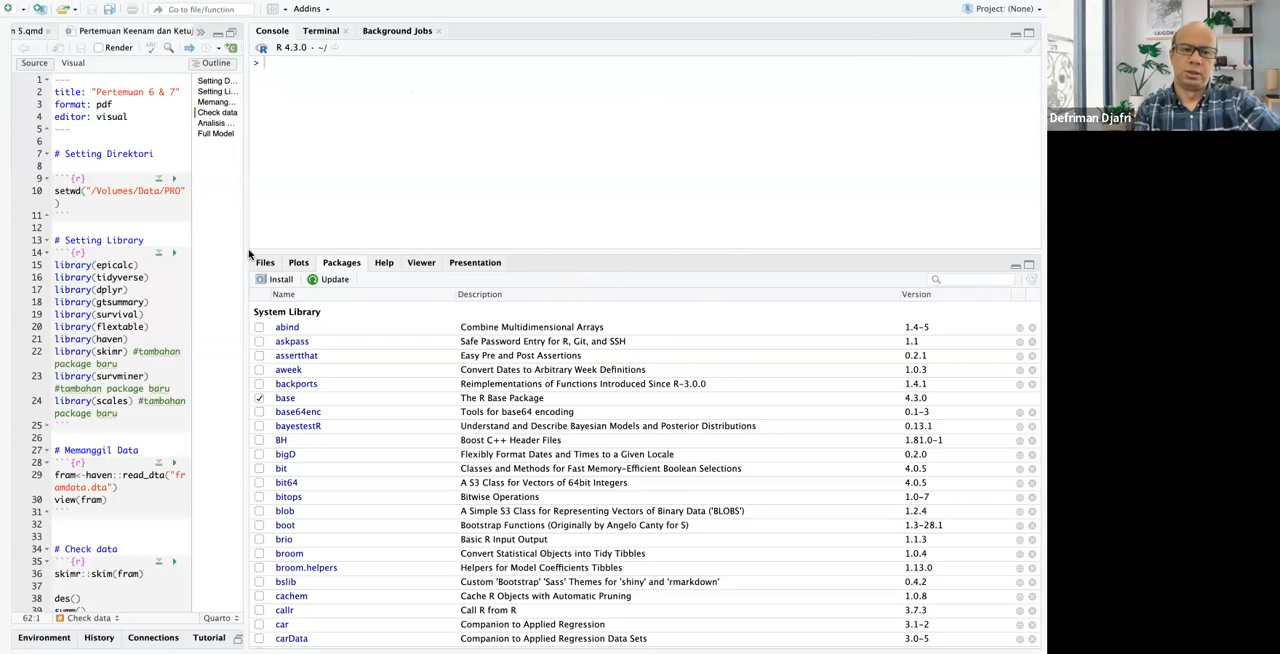 Go to file/function
Addins
Project: (None)
n 5.qmd
Pertemuan Keenam dan Ketuj
Render
Source
Visual
Outline
1 ---
2 title: "Pertemuan 6 & 7"
3 format: pdf
4 editor: visual
5 ---
6
7 # Setting Direktori
8
9 ```{r}
10 setwd("/Volumes/Data/PRO"
)
11 ```
12
13 # Setting Library
14 ```{r}
15 library(epicalc)
16 library(tidyverse)
17 library(dplyr)
18 library(gtsummary)
19 library(survival)
20 library(flextable)
21 library(haven)
22 library(skimr) #tambahan
package baru
23 library(survminer)
#tambahan package baru
24 library(scales) #tambahan
package baru
25 ```
26
27 # Memanggil Data
28 ```{r}
29 fram<-haven::read_dta("fr
amdata.dta")
30 view(fram)
31 ```
32
33
34 # Check data
35 ```{r}
36 skimr::skim(fram)
37
38 des()
39 summ()
Setting D...
Setting Li...
Memang...
Check data
Analisis ...
Full Model
62:1
Check data
Quarto
Environment
History
Connections
Tutorial
Console
Terminal
Background Jobs
R 4.3.0 · ~/
>
Files
Plots
Packages
Help
Viewer
Presentation
Install
Update
Name Description Version
System Library
abind Combine Multidimensional Arrays 1.4-5
askpass Safe Password Entry for R, Git, and SSH 1.1
assertthat Easy Pre and Post Assertions 0.2.1
aweek Convert Dates to Arbitrary Week Definitions 1.0.3
backports Reimplementations of Functions Introduced Since R-3.0.0 1.4.1
base The R Base Package 4.3.0
base64enc Tools for base64 encoding 0.1-3
bayestestR Understand and Describe Bayesian Models and Posterior Distributions 0.13.1
BH Boost C++ Header Files 1.81.0-1
bigD Flexibly Format Dates and Times to a Given Locale 0.2.0
bit Classes and Methods for Fast Memory-Efficient Boolean Selections 4.0.5
bit64 A S3 Class for Vectors of 64bit Integers 4.0.5
bitops Bitwise Operations 1.0-7
blob A Simple S3 Class for Representing Vectors of Binary Data ('BLOBS') 1.2.4
boot Bootstrap Functions (Originally by Angelo Canty for S) 1.3-28.1
brio Basic R Input Output 1.1.3
broom Convert Statistical Objects into Tidy Tibbles 1.0.4
broom.helpers Helpers for Model Coefficients Tibbles 1.13.0
bslib Custom 'Bootstrap' 'Sass' Themes for 'shiny' and 'rmarkdown' 0.4.2
cachem Cache R Objects with Automatic Pruning 1.0.8
callr Call R from R 3.7.3
car Companion to Applied Regression 3.1-2
carData Companion to Applied Regression Data Sets 3.0-5
Defriman Djafri